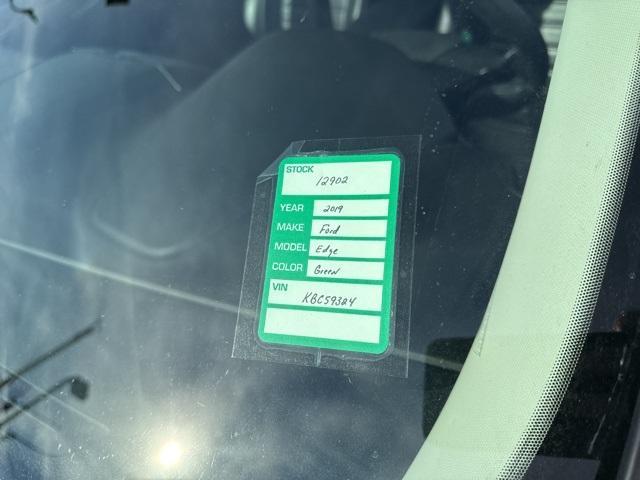 STOCK
12902
YEAR 2019
MAKE Ford
MODEL Edge
COLOR Green
VIN
KBC59324